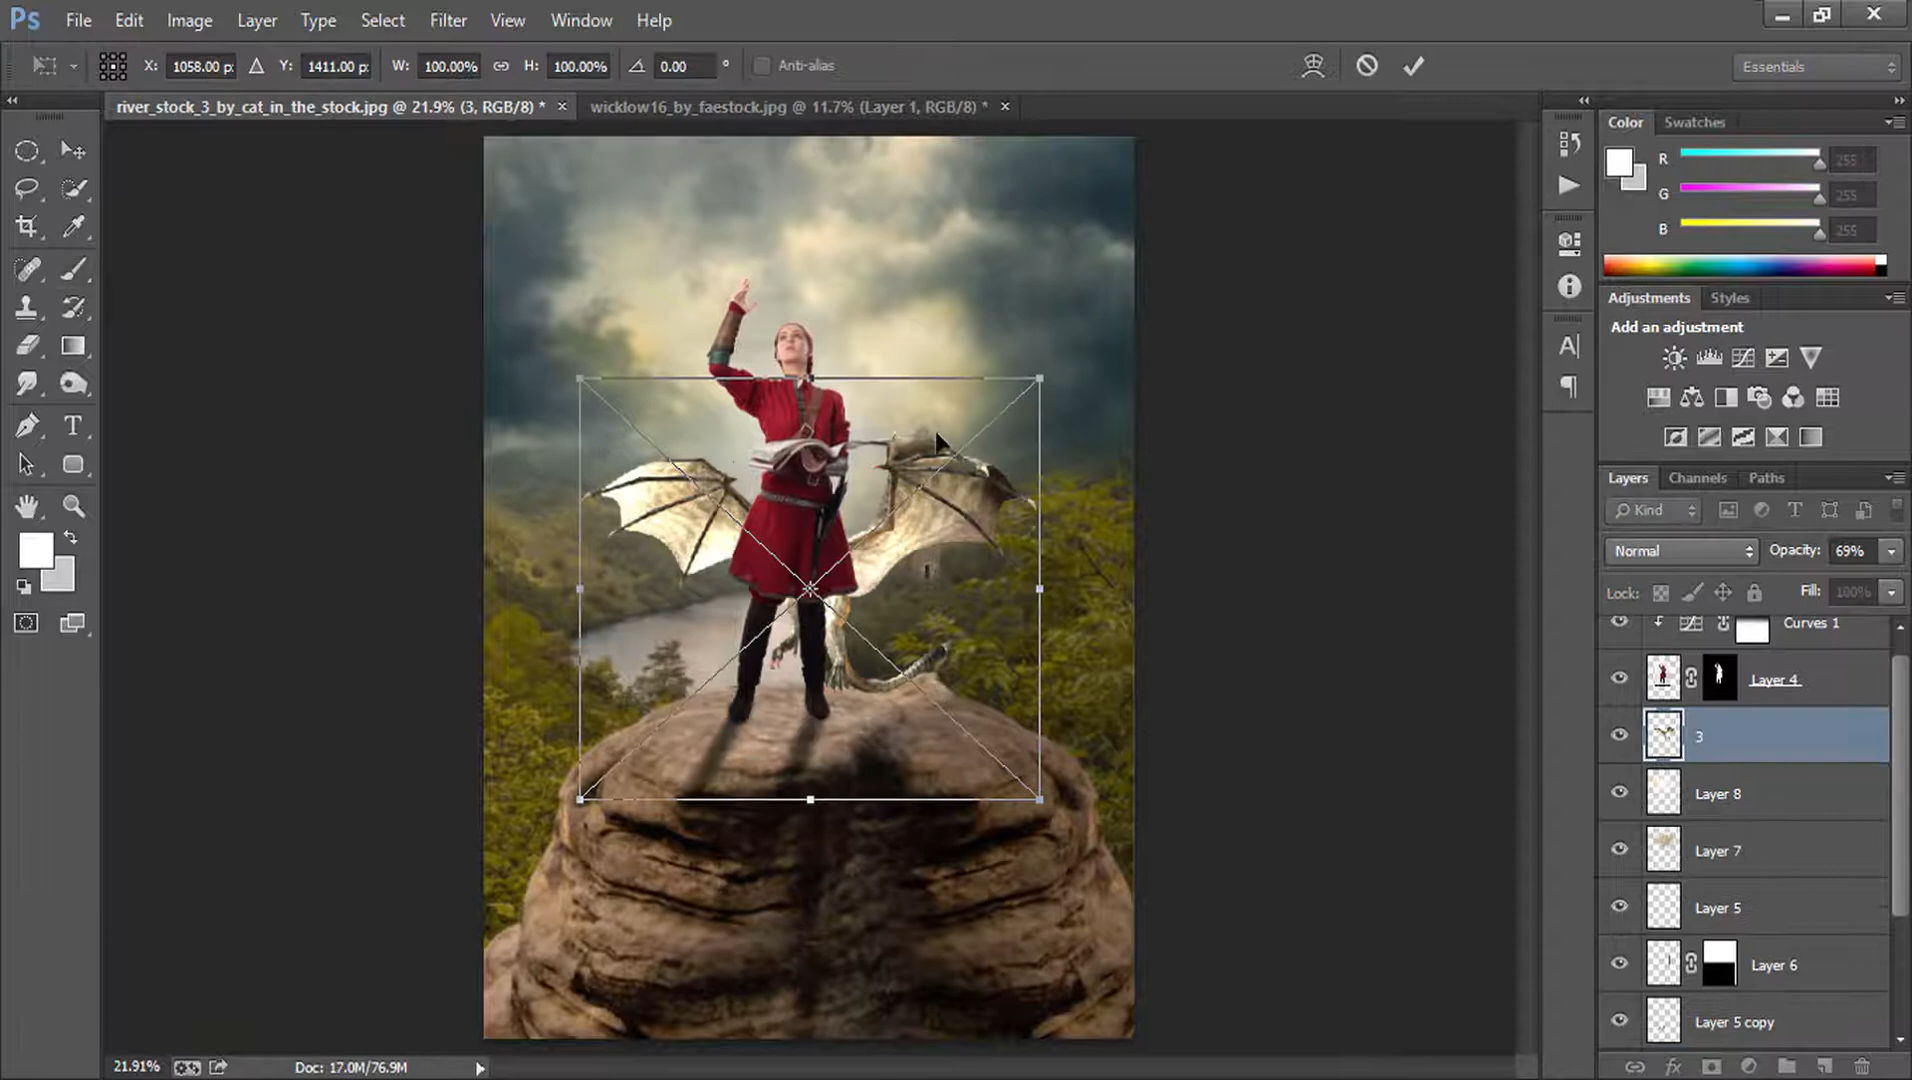 Ps File Edit Image Layer Type Select Filter View Window Help
X: 1058.00 p: Y: 1411.00 p: W: 100.00% H: 100.00% 0.00 ° Anti-alias Essentials
river_stock_3_by_cat_in_the_stock.jpg @ 21.9% (3, RGB/8) * wicklow16_by_faestock.jpg @ 11.7% (Layer 1, RGB/8) *
Color Swatches
R 255
G 255
B 255
Adjustments Styles
Add an adjustment
Layers Channels Paths
Kind
Normal Opacity: 69%
Lock: Fill: 100%
Curves 1
Layer 4
3
Layer 8
Layer 7
Layer 5
Layer 6
Layer 5 copy
21.91% Doc: 17.0M/76.9M